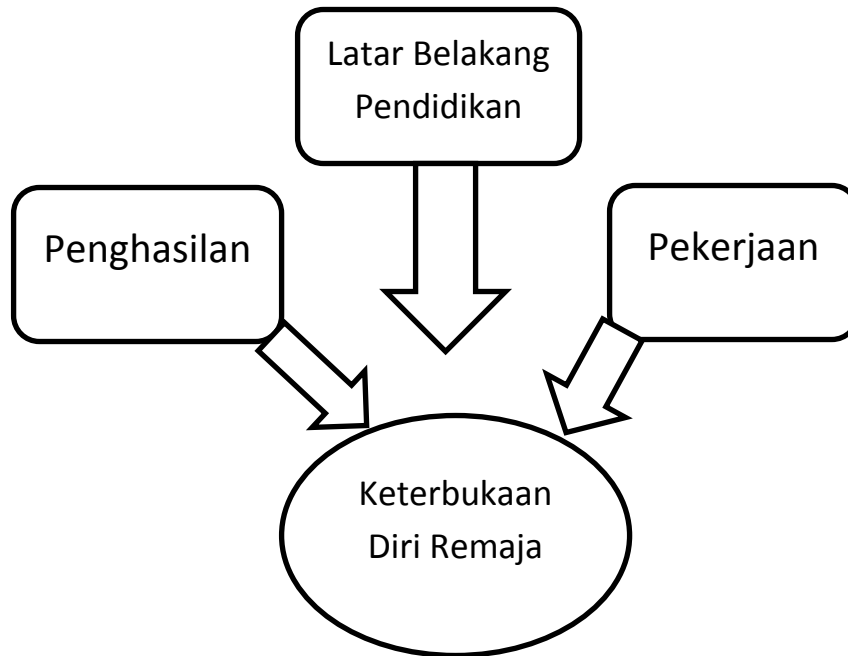 Latar Belakang
Pendidikan
Penghasilan
Pekerjaan
Keterbukaan
Diri Remaja